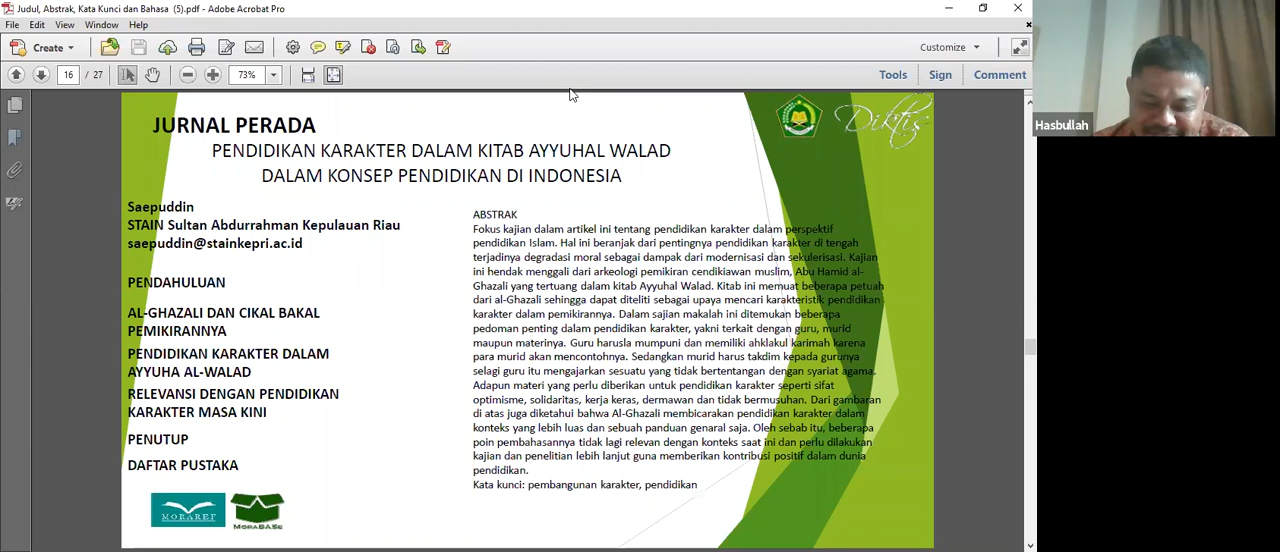 Judul, Abstrak, Kata Kunci dan Bahasa (5).pdf - Adobe Acrobat Pro
File Edit View Window Help
Create
Customize
16 / 27
73%
Tools Sign Comment
Hasbullah
JURNAL PERADA
PENDIDIKAN KARAKTER DALAM KITAB AYYUHAL WALAD
DALAM KONSEP PENDIDIKAN DI INDONESIA
Diktis
Saepuddin
STAIN Sultan Abdurrahman Kepulauan Riau
saepuddin@stainkepri.ac.id
PENDAHULUAN
AL-GHAZALI DAN CIKAL BAKAL
PEMIKIRANNYA
PENDIDIKAN KARAKTER DALAM
AYYUHA AL-WALAD
RELEVANSI DENGAN PENDIDIKAN
KARAKTER MASA KINI
PENUTUP
DAFTAR PUSTAKA
ABSTRAK
Fokus kajian dalam artikel ini tentang pendidikan karakter dalam perspektif
pendidikan Islam. Hal ini beranjak dari pentingnya pendidikan karakter di tengah
terjadinya degradasi moral sebagai dampak dari modernisasi dan sekulerisasi. Kajian
ini hendak menggali dari arkeologi pemikiran cendikiawan muslim, Abu Hamid al-
Ghazali yang tertuang dalam kitab Ayyuhal Walad. Kitab ini memuat beberapa petuah
dari al-Ghazali sehingga dapat diteliti sebagai upaya mencari karakteristik pendidikan
karakter dalam pemikirannya. Dalam sajian makalah ini ditemukan beberapa
pedoman penting dalam pendidikan karakter, yakni terkait dengan guru, murid
maupun materinya. Guru harusla mumpuni dan memiliki ahklakul karimah karena
para murid akan mencontohnya. Sedangkan murid harus takdim kepada gurunya
selagi guru itu mengajarkan sesuatu yang tidak bertentangan dengan syariat agama.
Adapun materi yang perlu diberikan untuk pendidikan karakter seperti sifat
optimisme, solidaritas, kerja keras, dermawan dan tidak bermusuhan. Dari gambaran
di atas juga diketahui bahwa Al-Ghazali membicarakan pendidikan karakter dalam
konteks yang lebih luas dan sebuah panduan genaral saja. Oleh sebab itu, beberapa
poin pembahasannya tidak lagi relevan dengan konteks saat ini dan perlu dilakukan
kajian dan penelitian lebih lanjut guna memberikan kontribusi positif dalam dunia
pendidikan.
Kata kunci: pembangunan karakter, pendidikan
MORAREF
MORABASE